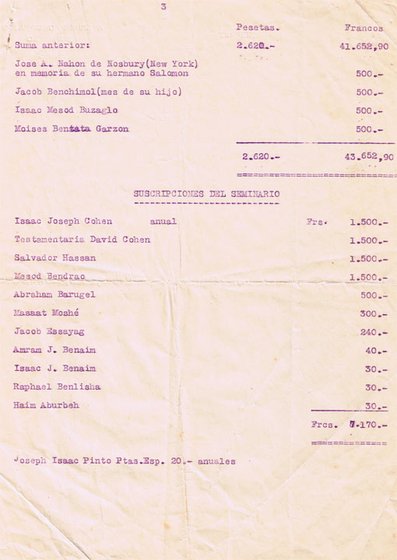 3
Pesetas. Francos
Suma anterior: 2.620.- 41.652,90
Jose A. Nahon de Nosbury(New York)
en memoria de su hermano Salomon 500.-
Jacob Benchimol(mes de su hijo) 500.-
Isaac Mesod Buzaglo 500.-
Moises Bentata Garzon 500.-
2.620.- 43.652,90
SUSCRIPCIONES DEL SEMINARIO
Isaac Joseph Cohen anual Frs. 1.500.-
Testamentaria David Cohen 1.500.-
Salvador Hassan 1.500.-
Mesod Bendrao 1.500.-
Abraham Barugel 500.-
Masaat Moshé 300.-
Jacob Essayag 240.-
Amram J. Benaim 40.-
Isaac J. Benaim 30.-
Raphael Benlisha 30.-
Haim Aburbeh 30.-
Frcs. 7.170.-
Joseph Isaac Pinto Ptas.Esp. 20.- anuales